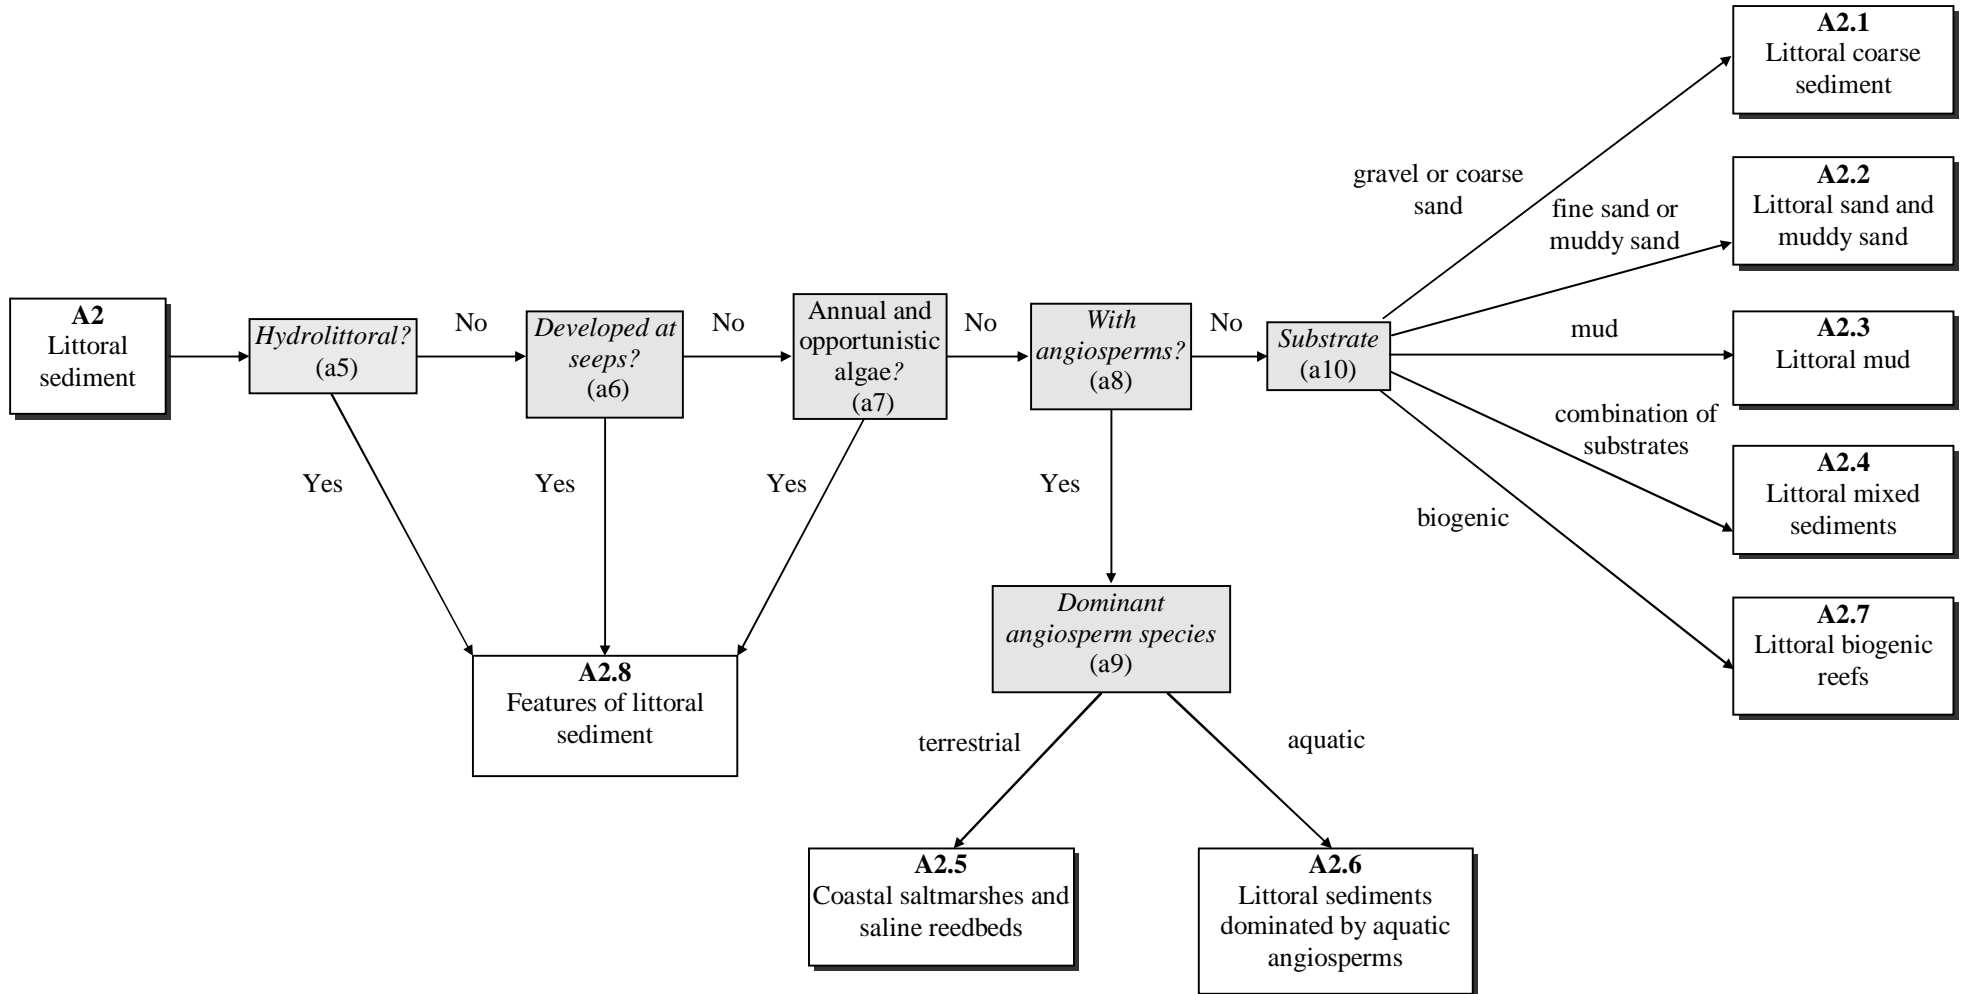 A2
Littoral
sediment
Hydrolittoral?
(a5)
No
Developed at
seeps?
(a6)
No
Annual and
opportunistic
algae?
(a7)
No
With
angiosperms?
(a8)
No
Substrate
(a10)
gravel or coarse
sand
fine sand or
muddy sand
mud
combination of
substrates
biogenic
A2.1
Littoral coarse
sediment
A2.2
Littoral sand and
muddy sand
A2.3
Littoral mud
A2.4
Littoral mixed
sediments
A2.7
Littoral biogenic
reefs
Yes
Yes
Yes
Yes
A2.8
Features of littoral
sediment
Dominant
angiosperm species
(a9)
terrestrial
aquatic
A2.5
Coastal saltmarshes and
saline reedbeds
A2.6
Littoral sediments
dominated by aquatic
angiosperms